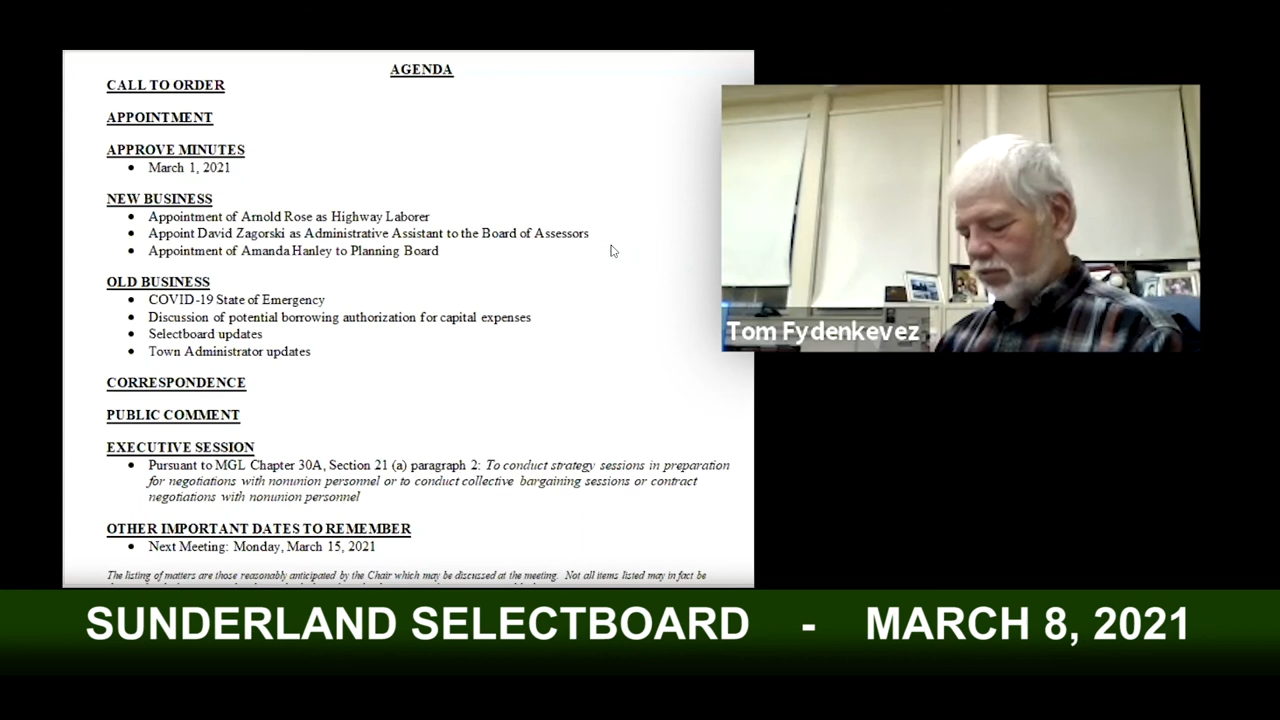 AGENDA
CALL TO ORDER
APPOINTMENT
APPROVE MINUTES
• March 1, 2021
NEW BUSINESS
• Appointment of Arnold Rose as Highway Laborer
• Appoint David Zagorski as Administrative Assistant to the Board of Assessors
• Appointment of Amanda Hanley to Planning Board
OLD BUSINESS
• COVID-19 State of Emergency
• Discussion of potential borrowing authorization for capital expenses
• Selectboard updates
• Town Administrator updates
CORRESPONDENCE
PUBLIC COMMENT
EXECUTIVE SESSION
• Pursuant to MGL Chapter 30A, Section 21 (a) paragraph 2: To conduct strategy sessions in preparation
for negotiations with nonunion personnel or to conduct collective bargaining sessions or contract
negotiations with nonunion personnel
OTHER IMPORTANT DATES TO REMEMBER
• Next Meeting: Monday, March 15, 2021
The listing of matters are those reasonably anticipated by the Chair which may be discussed at the meeting. Not all items listed may in fact be
Tom Fydenkevez
SUNDERLAND SELECTBOARD - MARCH 8, 2021